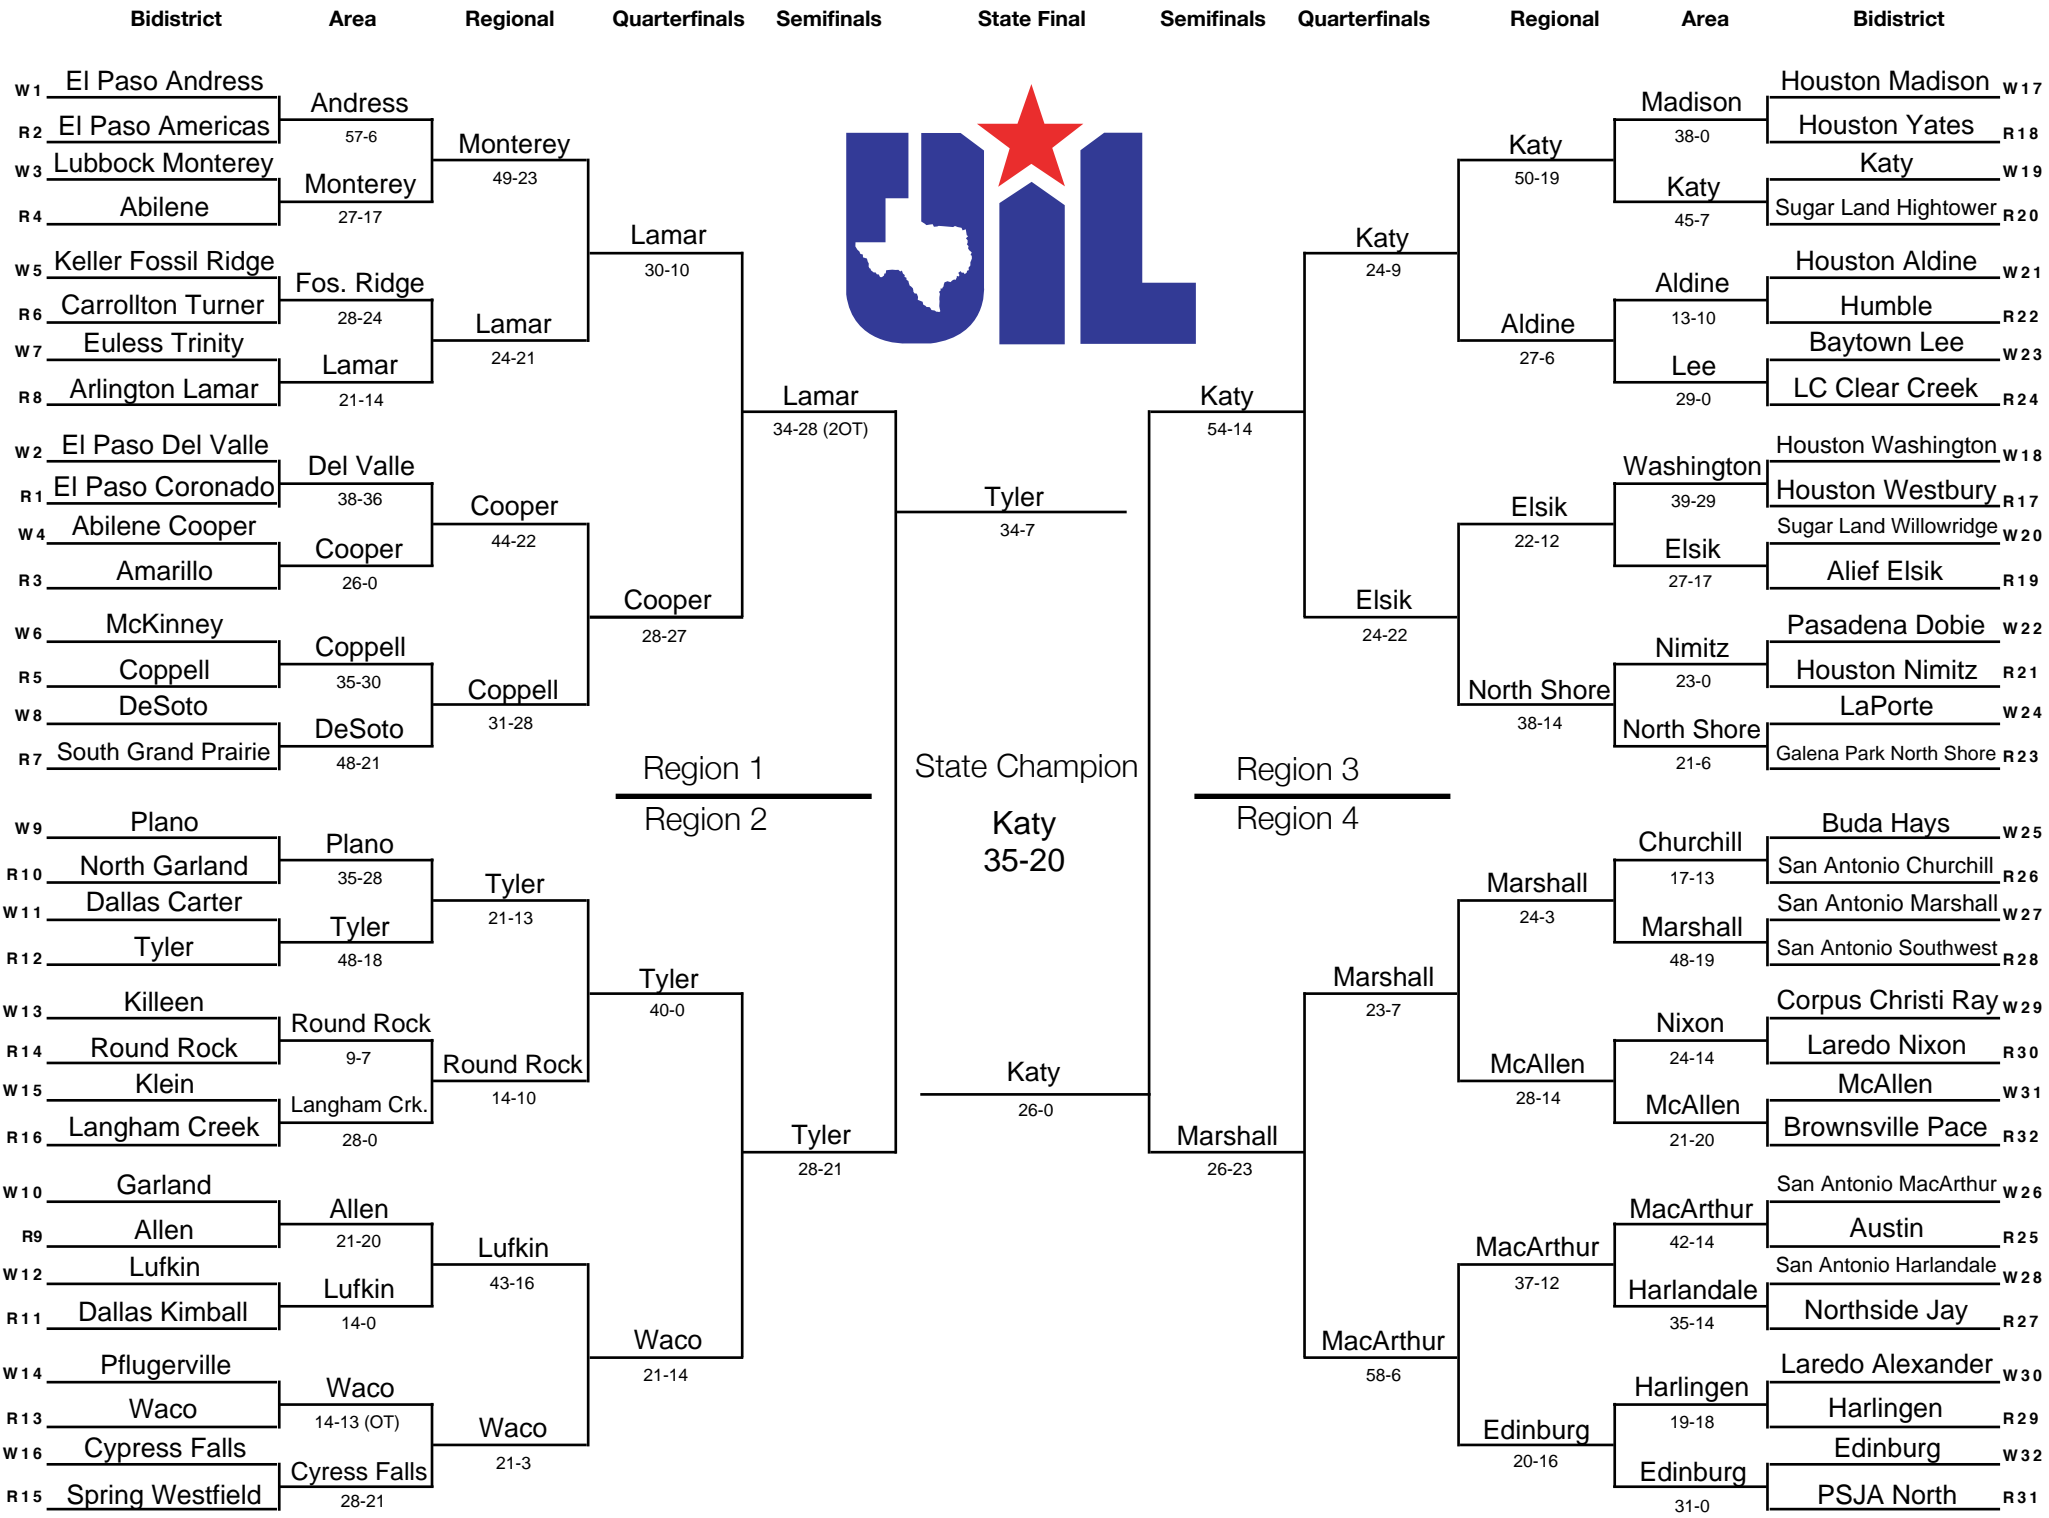 Bidistrict Area Regional Quarterfinals Semifinals State Final Semifinals Quarterfinals Regional Area Bidistrict
W1 El Paso Andress
R2 El Paso Americas
W3 Lubbock Monterey
R4 Abilene
W5 Keller Fossil Ridge
R6 Carrollton Turner
W7 Euless Trinity
R8 Arlington Lamar
W2 El Paso Del Valle
R1 El Paso Coronado
W4 Abilene Cooper
R3 Amarillo
W6 McKinney
R5 Coppell
W8 DeSoto
R7 South Grand Prairie
W9 Plano
R10 North Garland
W11 Dallas Carter
R12 Tyler
W13 Killeen
R14 Round Rock
W15 Klein
R16 Langham Creek
W10 Garland
R9 Allen
W12 Lufkin
R11 Dallas Kimball
W14 Pflugerville
R13 Waco
W16 Cypress Falls
R15 Spring Westfield
Andress
57-6
Monterey
27-17
Fos. Ridge
28-24
Lamar
21-14
Del Valle
38-36
Cooper
26-0
Coppell
35-30
DeSoto
48-21
Plano
35-28
Tyler
48-18
Round Rock
9-7
Langham Crk.
28-0
Allen
21-20
Lufkin
14-0
Waco
14-13 (OT)
Cyress Falls
28-21
Monterey
49-23
Lamar
24-21
Cooper
44-22
Coppell
31-28
Tyler
21-13
Round Rock
14-10
Lufkin
43-16
Waco
21-3
Lamar
30-10
Cooper
28-27
Region 1
Region 2
Tyler
40-0
Waco
21-14
Lamar
34-28 (2OT)
Tyler
28-21
UIL
Tyler
34-7
State Champion
Katy
35-20
Katy
26-0
Katy
54-14
Marshall
26-23
Katy
24-9
Elsik
24-22
Region 3
Region 4
Marshall
23-7
MacArthur
58-6
Katy
50-19
Aldine
27-6
Elsik
22-12
North Shore
38-14
Marshall
24-3
McAllen
28-14
MacArthur
37-12
Edinburg
20-16
Madison
38-0
Katy
45-7
Aldine
13-10
Lee
29-0
Washington
39-29
Elsik
27-17
Nimitz
23-0
North Shore
21-6
Churchill
17-13
Marshall
48-19
Nixon
24-14
McAllen
21-20
MacArthur
42-14
Harlandale
35-14
Harlingen
19-18
Edinburg
31-0
Houston Madison W17
Houston Yates R18
Katy W19
Sugar Land Hightower R20
Houston Aldine W21
Humble R22
Baytown Lee W23
LC Clear Creek R24
Houston Washington W18
Houston Westbury R17
Sugar Land Willowridge W20
Alief Elsik R19
Pasadena Dobie W22
Houston Nimitz R21
LaPorte W24
Galena Park North Shore R23
Buda Hays W25
San Antonio Churchill R26
San Antonio Marshall W27
San Antonio Southwest R28
Corpus Christi Ray W29
Laredo Nixon R30
McAllen W31
Brownsville Pace R32
San Antonio MacArthur W26
Austin R25
San Antonio Harlandale W28
Northside Jay R27
Laredo Alexander W30
Harlingen R29
Edinburg W32
PSJA North R31